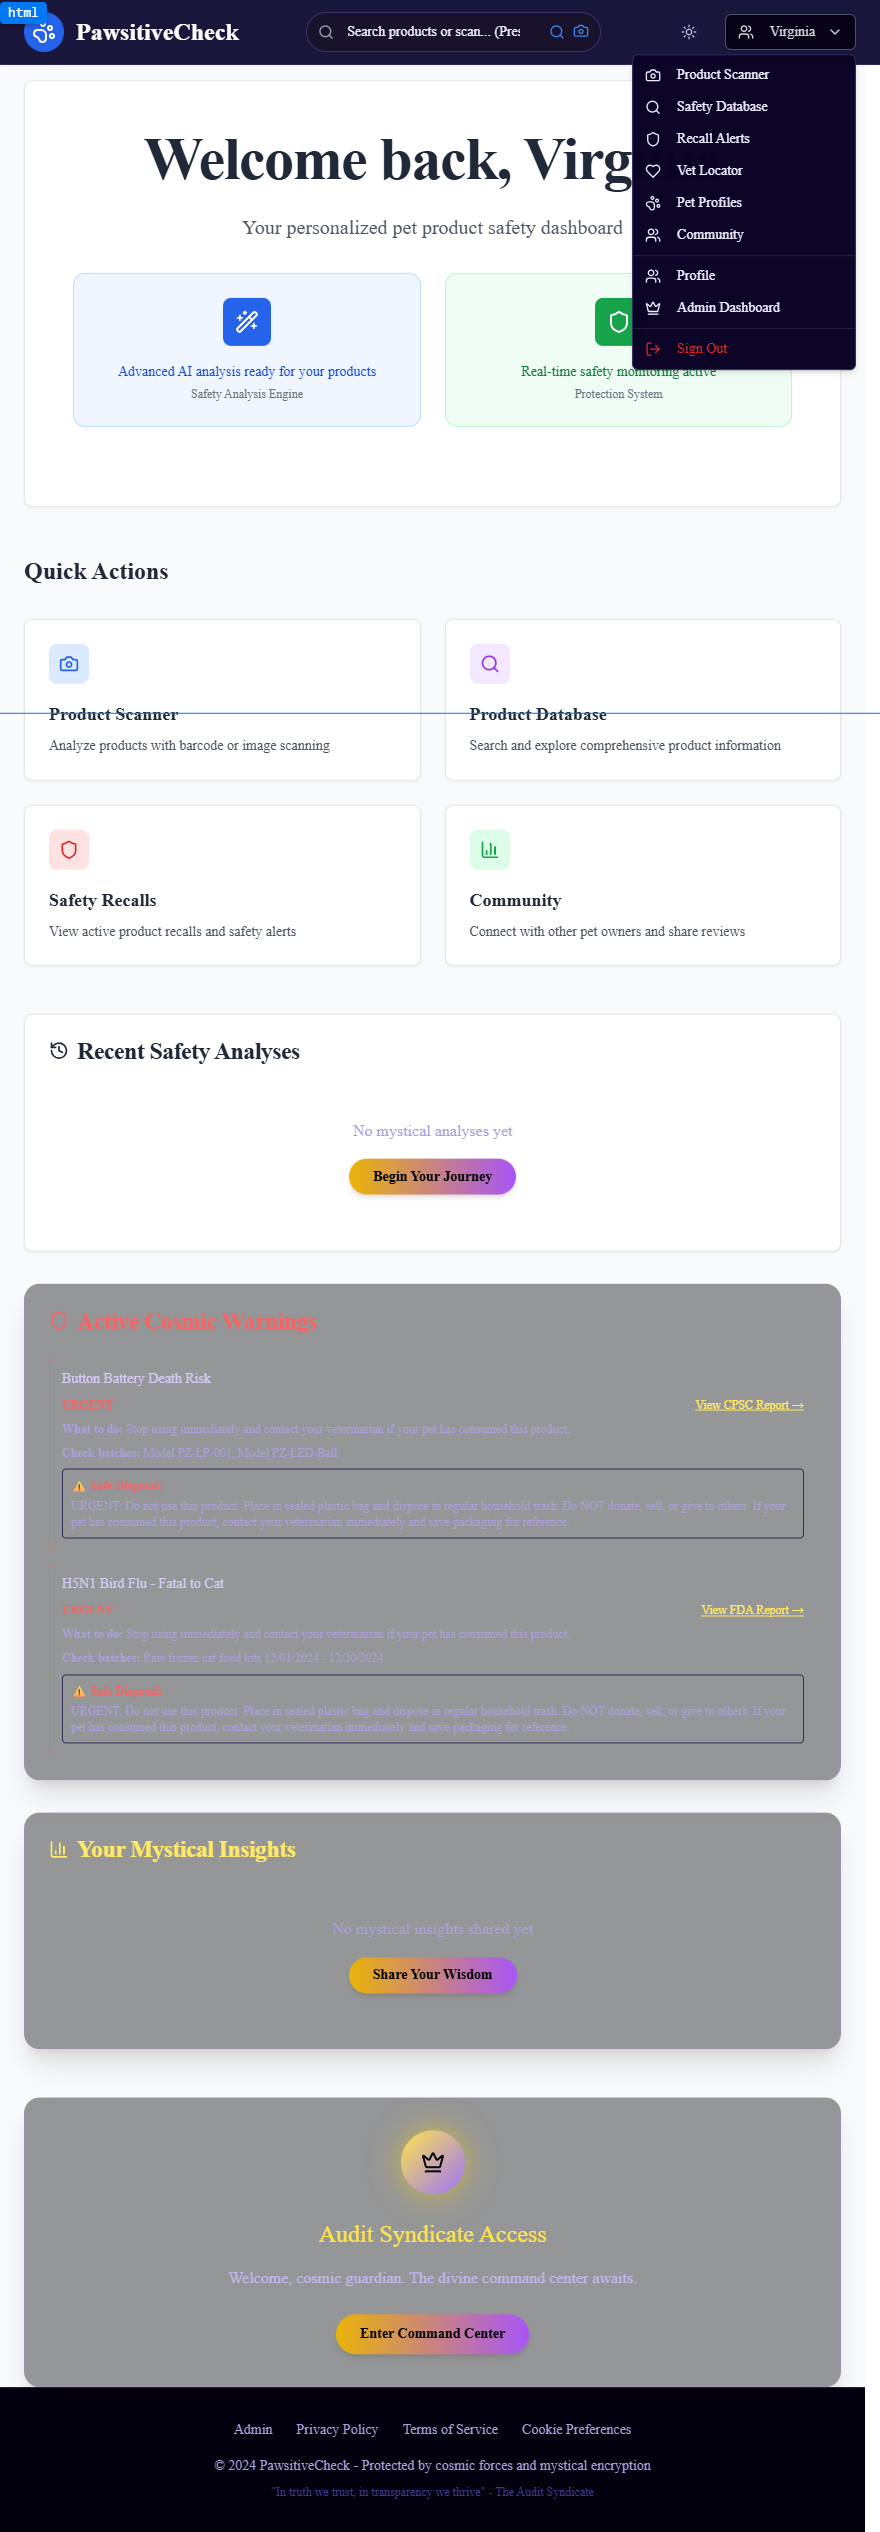 html
PawsitiveCheck
Search products or scan... (Pres
Virginia
Product Scanner
Safety Database
Recall Alerts
Vet Locator
Pet Profiles
Community
Profile
Admin Dashboard
Sign Out
Welcome back, Virg
Your personalized pet product safety dashboard
Advanced AI analysis ready for your products
Safety Analysis Engine
Real-time safety monitoring active
Protection System
Quick Actions
Product Scanner
Analyze products with barcode or image scanning
Product Database
Search and explore comprehensive product information
Safety Recalls
View active product recalls and safety alerts
Community
Connect with other pet owners and share reviews
Recent Safety Analyses
No mystical analyses yet
Begin Your Journey
Active Cosmic Warnings
Button Battery Death Risk
URGENT
View CPSC Report →
What to do: Stop using immediately and contact your veterinarian if your pet has consumed this product.
Check batches: Model PZ-LP-001, Model PZ-LED-Ball
⚠️ Safe Disposal:
URGENT: Do not use this product. Place in sealed plastic bag and dispose in regular household trash. Do NOT donate, sell, or give to others. If your
pet has consumed this product, contact your veterinarian immediately and save packaging for reference.
H5N1 Bird Flu - Fatal to Cat
URGENT
View FDA Report →
What to do: Stop using immediately and contact your veterinarian if your pet has consumed this product.
Check batches: Raw frozen cat food lots 12/01/2024 - 12/20/2024
⚠️ Safe Disposal:
URGENT: Do not use this product. Place in sealed plastic bag and dispose in regular household trash. Do NOT donate, sell, or give to others. If your
pet has consumed this product, contact your veterinarian immediately and save packaging for reference.
Your Mystical Insights
No mystical insights shared yet
Share Your Wisdom
Audit Syndicate Access
Welcome, cosmic guardian. The divine command center awaits.
Enter Command Center
Admin
Privacy Policy
Terms of Service
Cookie Preferences
© 2024 PawsitiveCheck - Protected by cosmic forces and mystical encryption
"In truth we trust, in transparency we thrive" - The Audit Syndicate